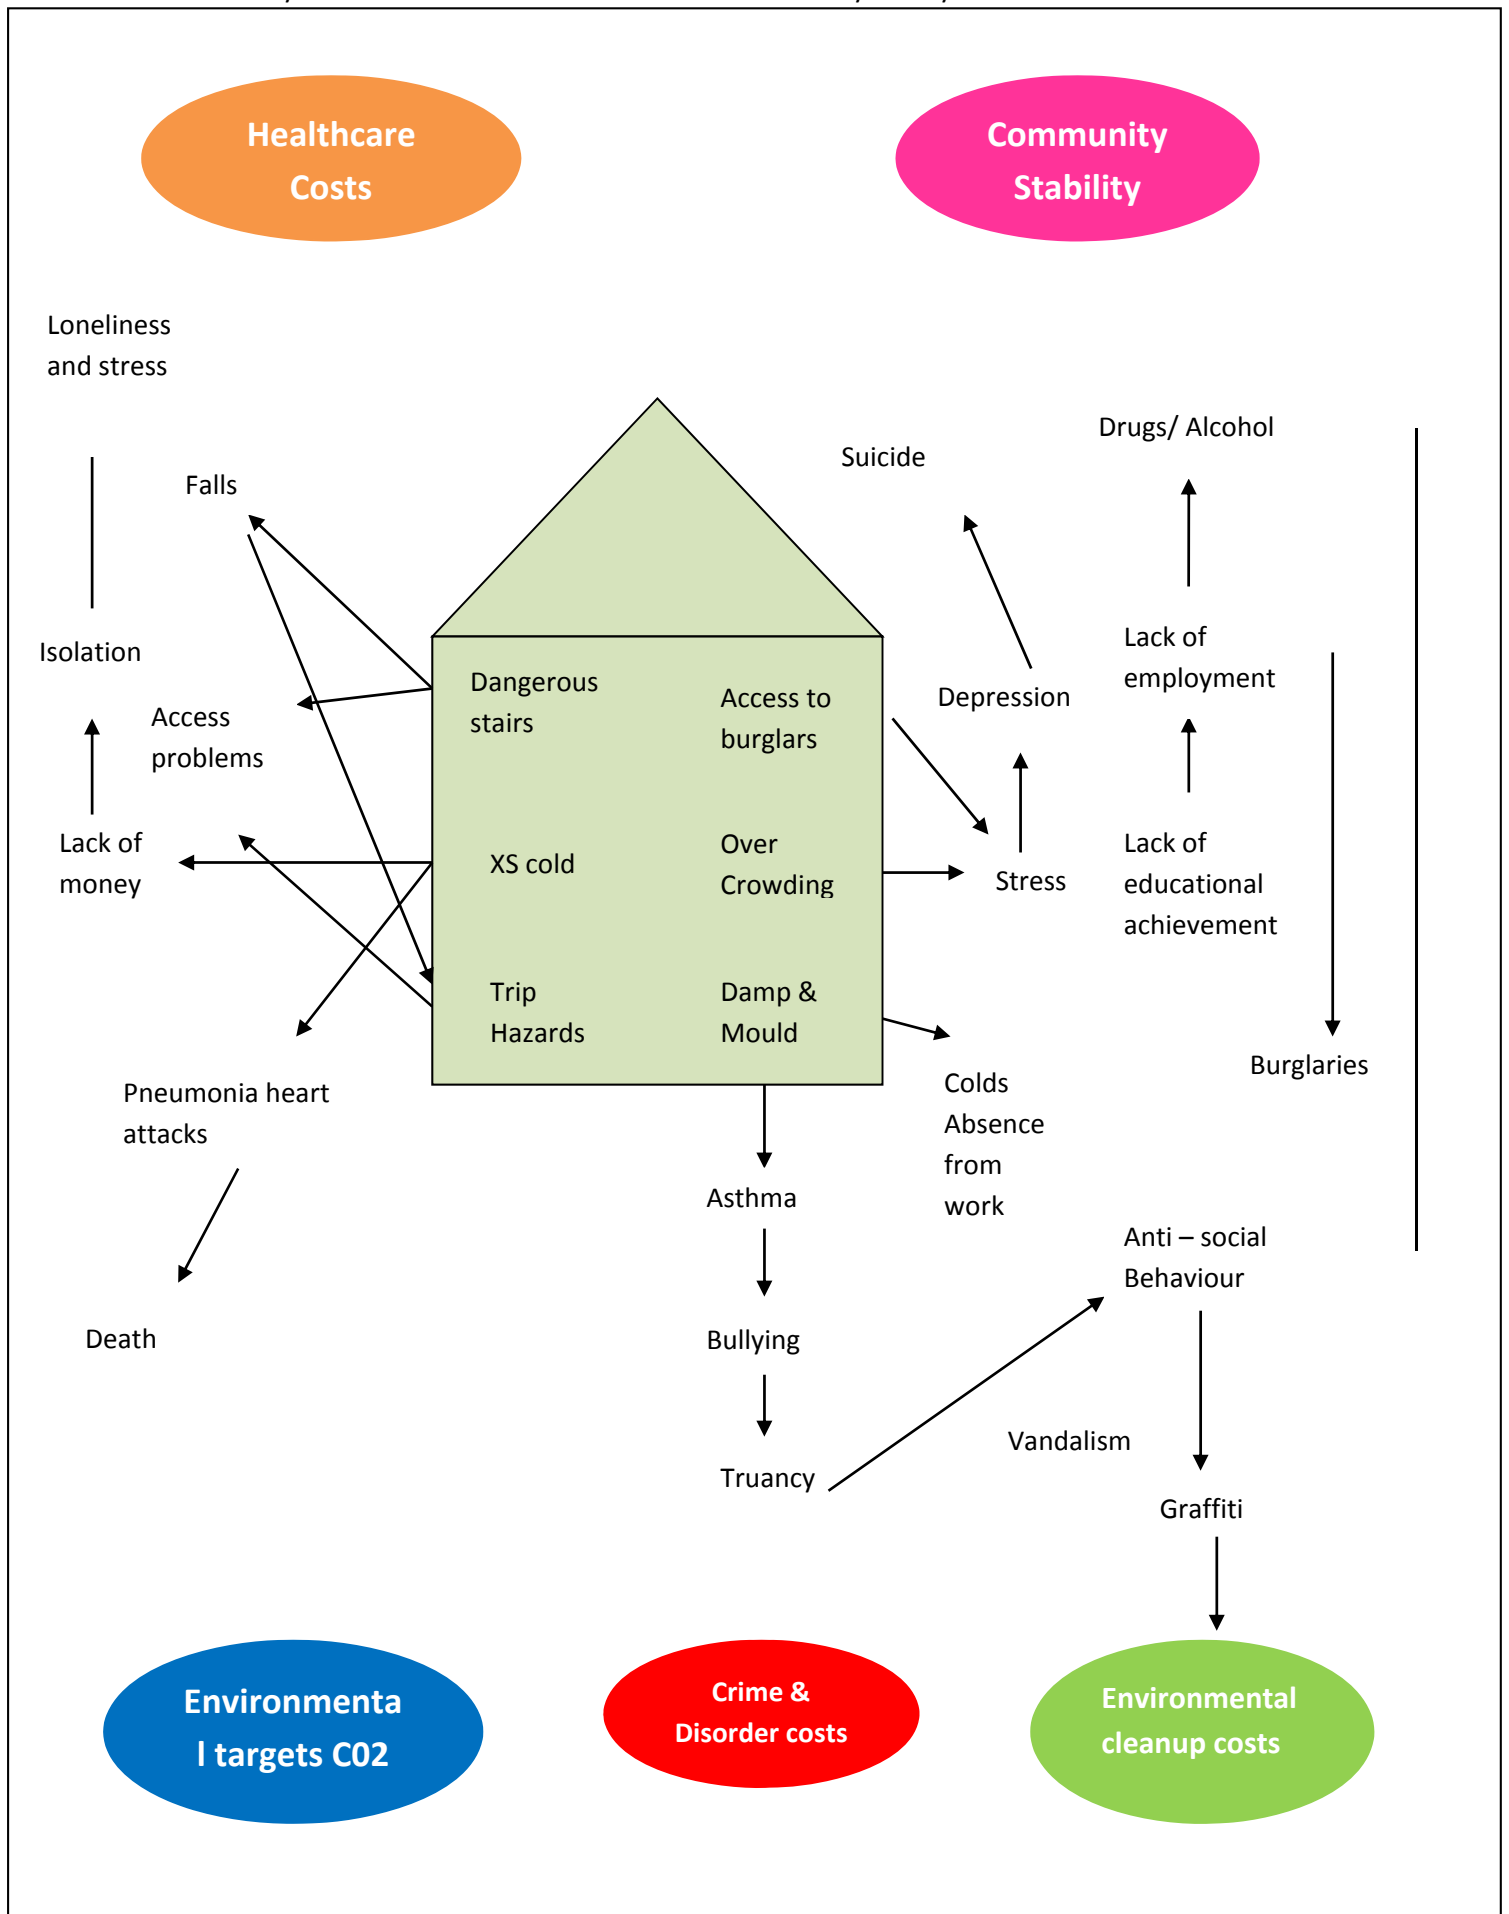 Healthcare
Costs
Community
Stability
Loneliness
and stress
Drugs/ Alcohol
Suicide
Falls
Isolation
Lack of
employment
Dangerous
stairs
Access to
burglars
Depression
Access
problems
Lack of
money
XS cold
Over
Crowding
Stress
Lack of
educational
achievement
Trip
Hazards
Damp &
Mould
Burglaries
Pneumonia heart
attacks
Colds
Absence
from
work
Asthma
Anti – social
Behaviour
Death
Bullying
Vandalism
Truancy
Graffiti
Environmenta
l targets C02
Crime &
Disorder costs
Environmental
cleanup costs